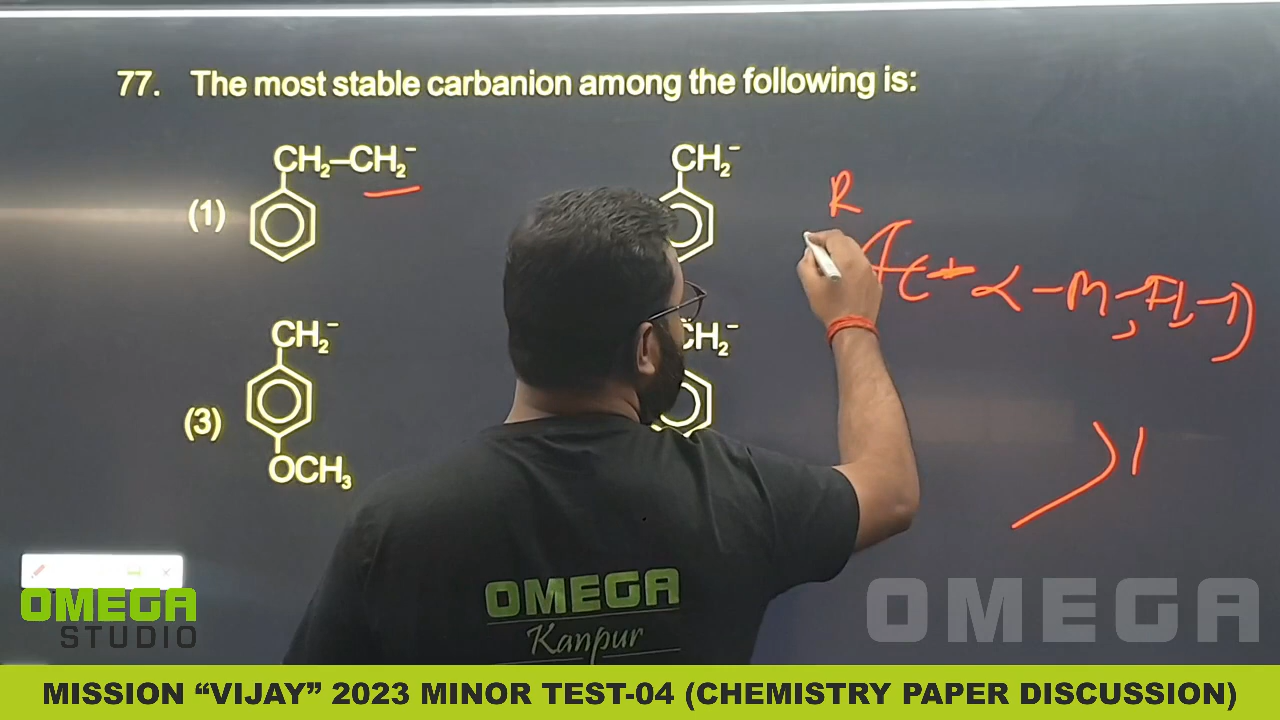 77. The most stable carbanion among the following is:
CH₂–CH₂⁻
(1)
CH₂⁻
R
CH₂⁻
(3)
OCH₃
CH₂⁻
OMEGA
Kanpur
OMEGA
STUDIO
OMEGA
MISSION “VIJAY” 2023 MINOR TEST-04 (CHEMISTRY PAPER DISCUSSION)